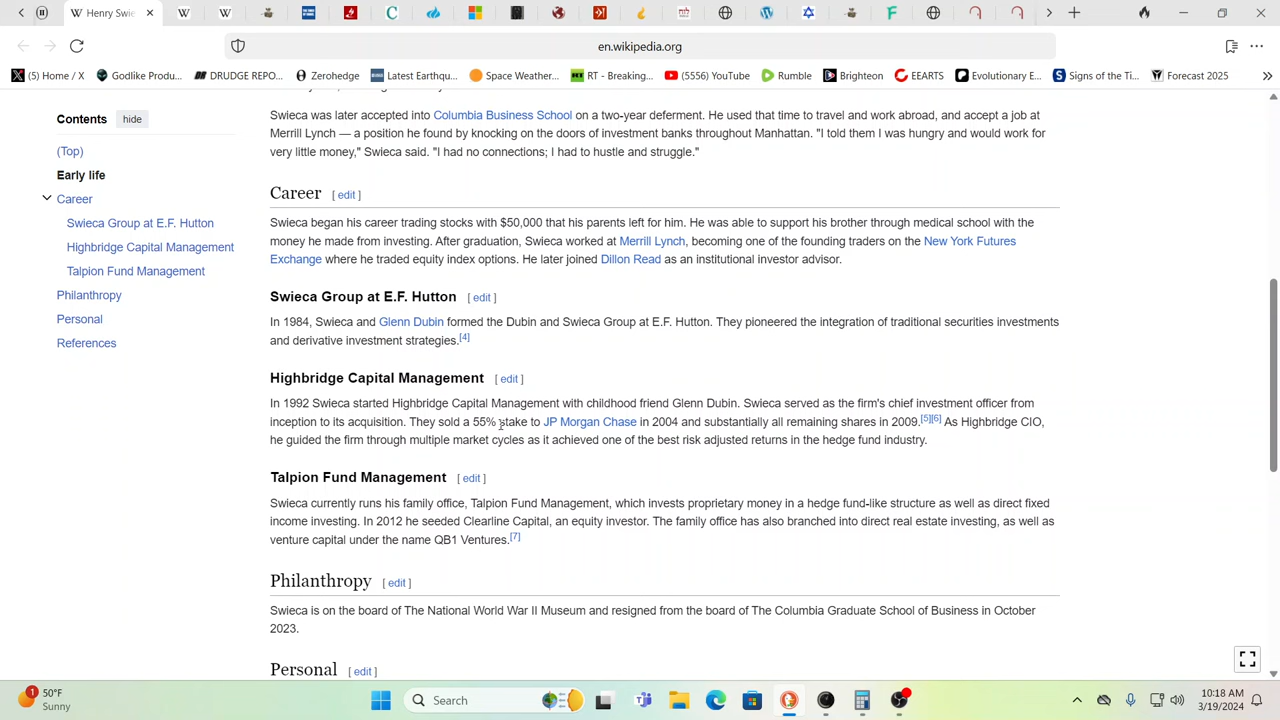 Henry Swie
en.wikipedia.org
(5) Home / X
Godlike Produ...
DRUDGE REPO...
Zerohedge
Latest Earthqu...
Space Weather...
RT - Breaking...
(5556) YouTube
Rumble
Brighteon
EEARTS
Evolutionary E...
Signs of the Ti...
Forecast 2025
Contents hide
(Top)
Early life
Career
Swieca Group at E.F. Hutton
Highbridge Capital Management
Talpion Fund Management
Philanthropy
Personal
References
Swieca was later accepted into Columbia Business School on a two-year deferment. He used that time to travel and work abroad, and accept a job at
Merrill Lynch — a position he found by knocking on the doors of investment banks throughout Manhattan. "I told them I was hungry and would work for
very little money," Swieca said. "I had no connections; I had to hustle and struggle."
Career [ edit ]
Swieca began his career trading stocks with $50,000 that his parents left for him. He was able to support his brother through medical school with the
money he made from investing. After graduation, Swieca worked at Merrill Lynch, becoming one of the founding traders on the New York Futures
Exchange where he traded equity index options. He later joined Dillon Read as an institutional investor advisor.
Swieca Group at E.F. Hutton [ edit ]
In 1984, Swieca and Glenn Dubin formed the Dubin and Swieca Group at E.F. Hutton. They pioneered the integration of traditional securities investments
and derivative investment strategies.[4]
Highbridge Capital Management [ edit ]
In 1992 Swieca started Highbridge Capital Management with childhood friend Glenn Dubin. Swieca served as the firm's chief investment officer from
inception to its acquisition. They sold a 55% stake to JP Morgan Chase in 2004 and substantially all remaining shares in 2009.[5][6] As Highbridge CIO,
he guided the firm through multiple market cycles as it achieved one of the best risk adjusted returns in the hedge fund industry.
Talpion Fund Management [ edit ]
Swieca currently runs his family office, Talpion Fund Management, which invests proprietary money in a hedge fund-like structure as well as direct fixed
income investing. In 2012 he seeded Clearline Capital, an equity investor. The family office has also branched into direct real estate investing, as well as
venture capital under the name QB1 Ventures.[7]
Philanthropy [ edit ]
Swieca is on the board of The National World War II Museum and resigned from the board of The Columbia Graduate School of Business in October
2023.
Personal [ edit ]
1
50°F
Sunny
Search
10:18 AM
3/19/2024